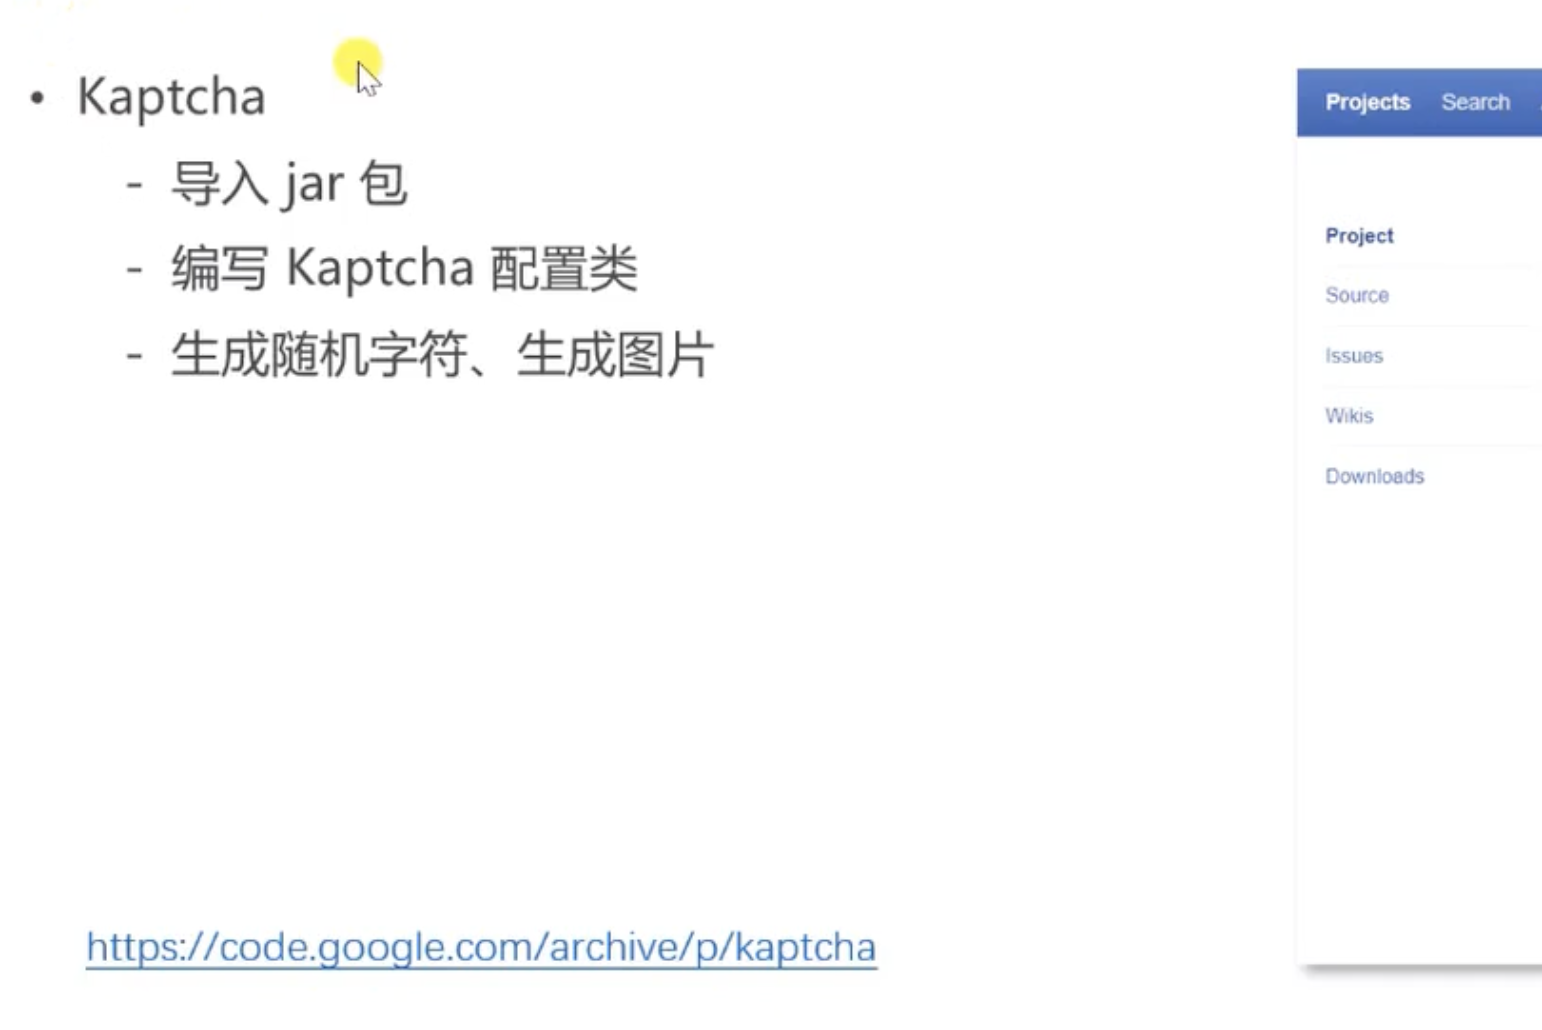 • Kaptcha
- 导入 jar 包
- 编写 Kaptcha 配置类
- 生成随机字符、生成图片
https://code.google.com/archive/p/kaptcha
Projects Search
Project
Source
Issues
Wikis
Downloads